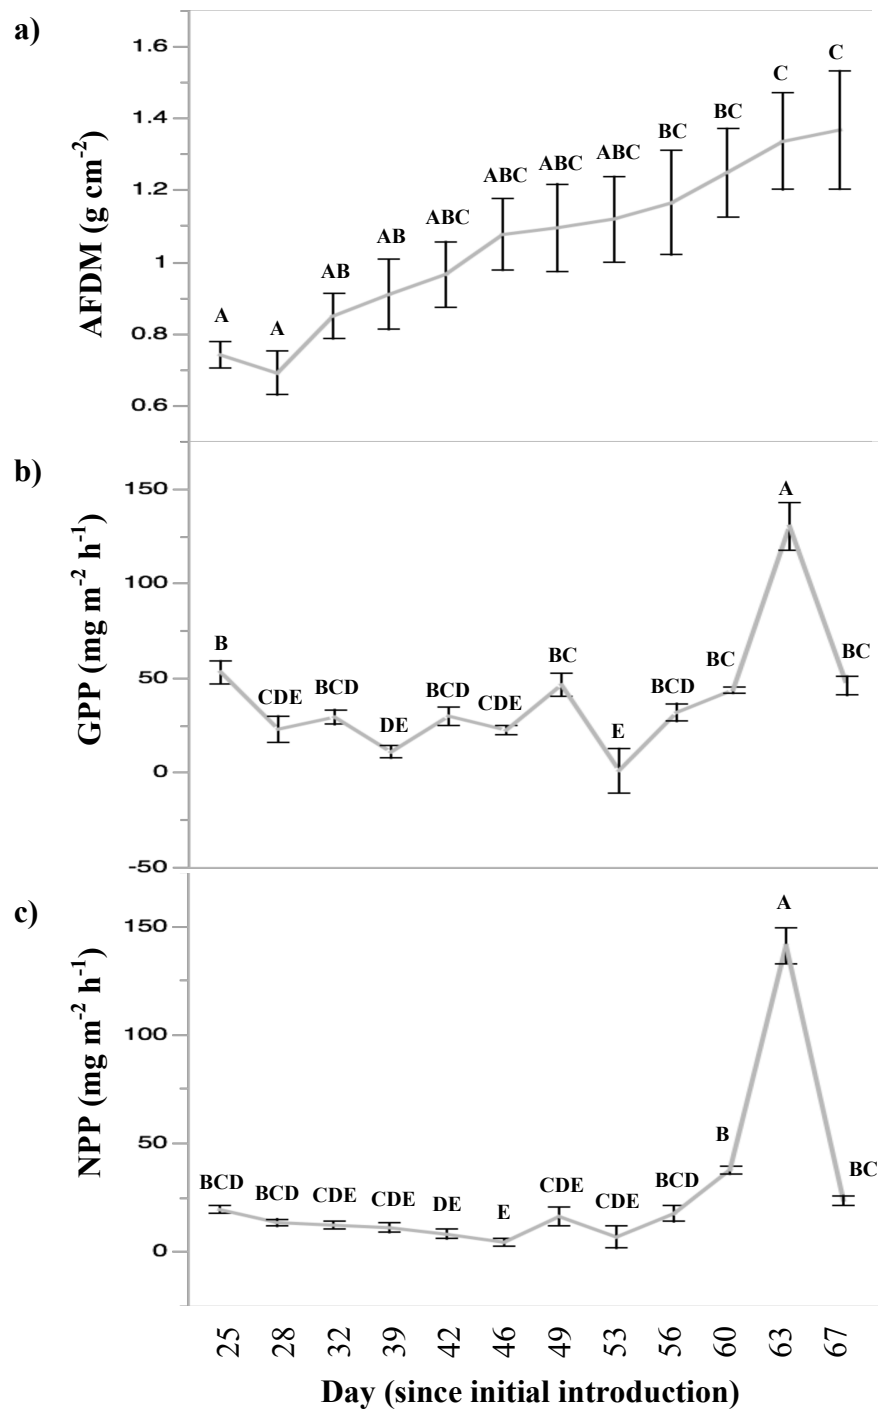 a)
AFDM (g cm⁻²)
1.6
1.4
1.2
1
0.8
0.6
A
A
AB
AB
ABC
ABC
ABC
ABC
BC
BC
C
C
b)
GPP (mg m⁻² h⁻¹)
150
100
50
0
-50
B
CDE
BCD
DE
BCD
CDE
BC
E
BCD
BC
A
BC
c)
NPP (mg m⁻² h⁻¹)
150
100
50
0
BCD
BCD
CDE
CDE
DE
E
CDE
CDE
BCD
B
A
BC
25 28 32 39 42 46 49 53 56 60 63 67
Day (since initial introduction)